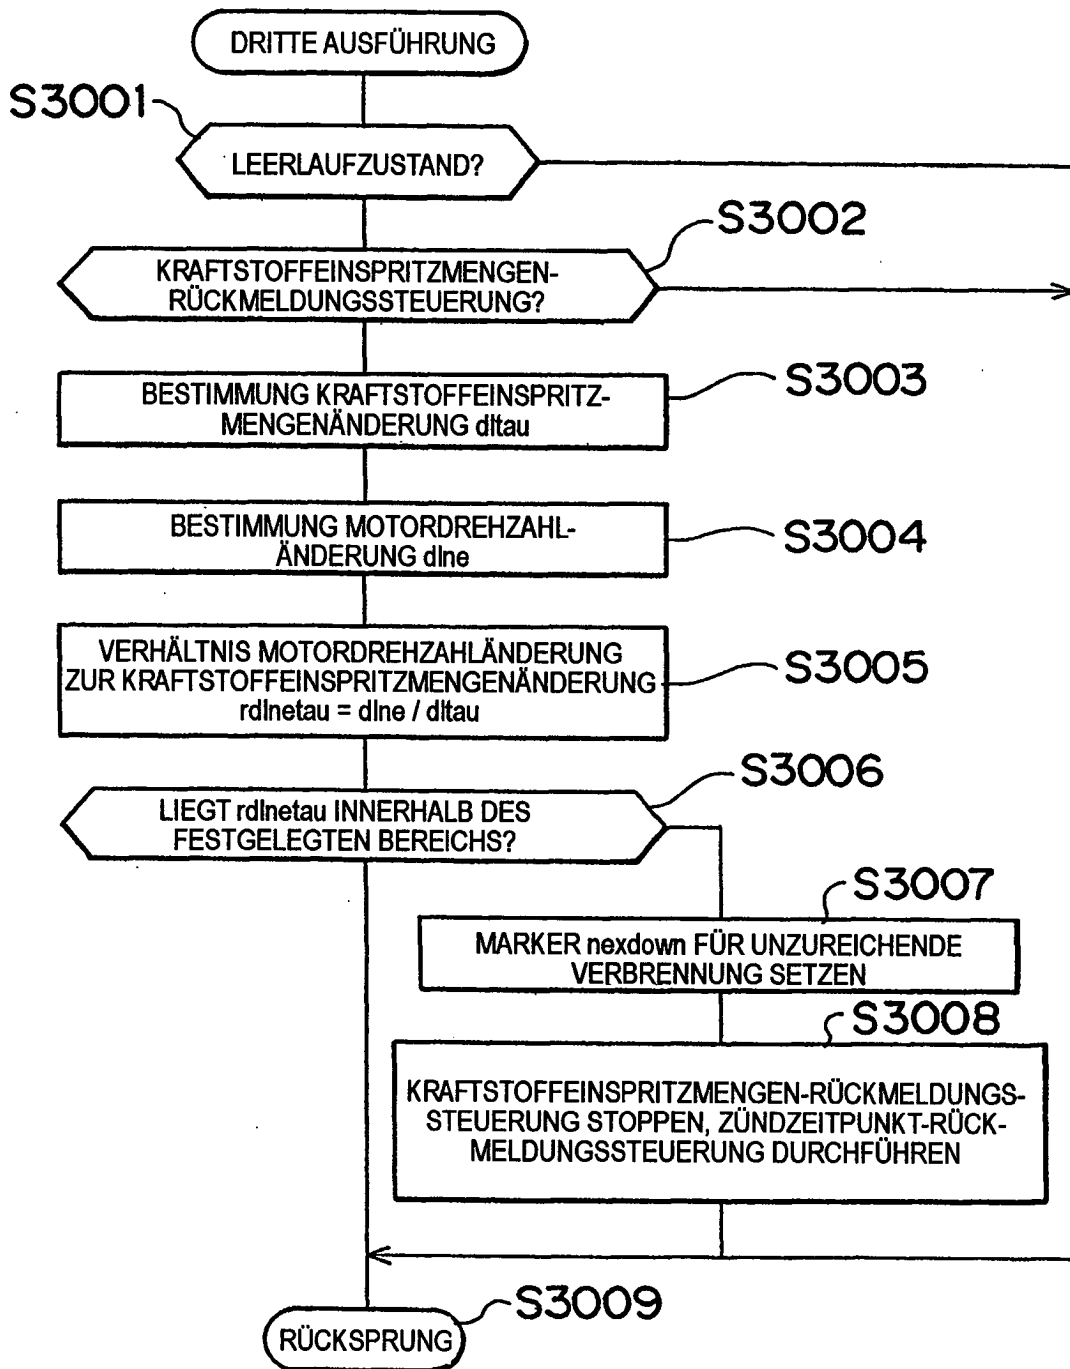 DRITTE AUSFÜHRUNG
S3001
LEERLAUFZUSTAND?
S3002
KRAFTSTOFFEINSPRITZMENGEN-
RÜCKMELDUNGSSTEUERUNG?
S3003
BESTIMMUNG KRAFTSTOFFEINSPRITZ-
MENGENÄNDERUNG dltau
BESTIMMUNG MOTORDREHZAHL-
ÄNDERUNG dlne
S3004
VERHÄLTNIS MOTORDREHZAHLÄNDERUNG
ZUR KRAFTSTOFFEINSPRITZMENGENÄNDERUNG
rdlnetau = dlne / dltau
S3005
S3006
LIEGT rdlnetau INNERHALB DES
FESTGELEGTEN BEREICHS?
S3007
MARKER nexdown FÜR UNZUREICHENDE
VERBRENNUNG SETZEN
S3008
KRAFTSTOFFEINSPRITZMENGEN-RÜCKMELDUNGS-
STEUERUNG STOPPEN, ZÜNDZEITPUNKT-RÜCK-
MELDUNGSSTEUERUNG DURCHFÜHREN
S3009
RÜCKSPRUNG